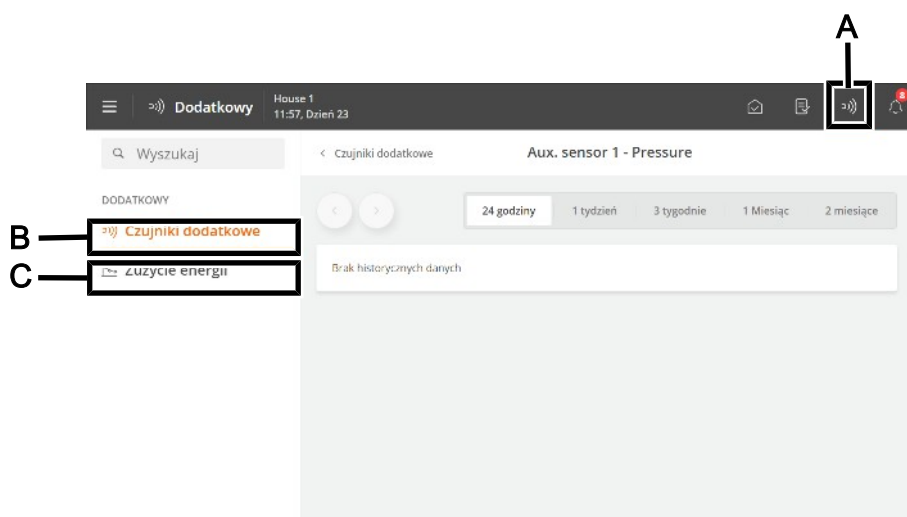 A
Dodatkowy
House 1
11:57, Dzień 23
8
Wyszukaj
< Czujniki dodatkowe
Aux. sensor 1 - Pressure
DODATKOWY
24 godziny 1 tydzień 3 tygodnie 1 Miesiąc 2 miesiące
B
Czujniki dodatkowe
C
Zużycie energii
Brak historycznych danych